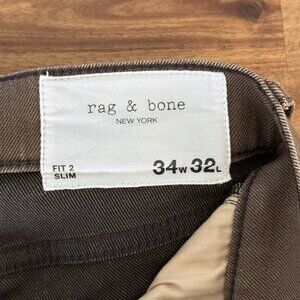 rag & bone
NEW YORK
FIT 2
SLIM
34W 32L